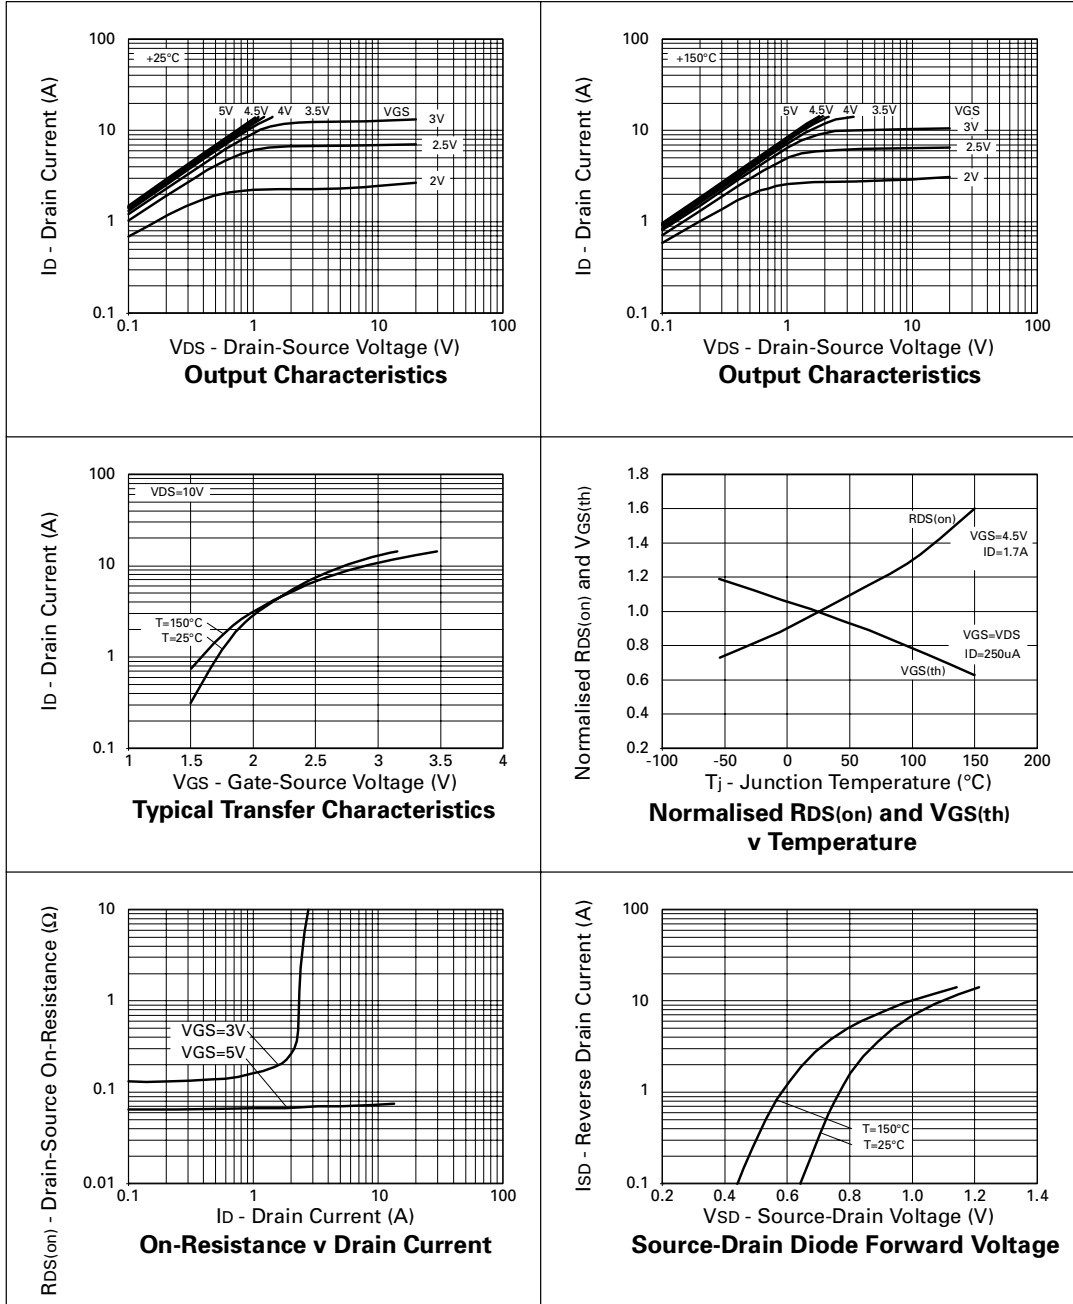 100
10
1
0.1
+25°C
5V 4.5V 4V 3.5V VGS
3V
2.5V
2V
0.1 1 10 100
ID - Drain Current (A)
VDS - Drain-Source Voltage (V)
Output Characteristics
100
10
1
0.1
+150°C
5V 4.5V 4V 3.5V VGS
3V
2.5V
2V
0.1 1 10 100
ID - Drain Current (A)
VDS - Drain-Source Voltage (V)
Output Characteristics
100
10
1
0.1
VDS=10V
T=150°C
T=25°C
1 1.5 2 2.5 3 3.5 4
ID - Drain Current (A)
VGS - Gate-Source Voltage (V)
Typical Transfer Characteristics
1.8
1.6
1.4
1.2
1.0
0.8
0.6
0.4
0.2
RDS(on)
VGS=4.5V
ID=1.7A
VGS=VDS
ID=250uA
VGS(th)
-100 -50 0 50 100 150 200
Normalised RDS(on) and VGS(th)
Tj - Junction Temperature (°C)
Normalised RDS(on) and VGS(th)
v Temperature
10
1
0.1
0.01
VGS=3V
VGS=5V
0.1 1 10 100
RDS(on) - Drain-Source On-Resistance (Ω)
ID - Drain Current (A)
On-Resistance v Drain Current
100
10
1
0.1
T=150°C
T=25°C
0.2 0.4 0.6 0.8 1.0 1.2 1.4
ISD - Reverse Drain Current (A)
VSD - Source-Drain Voltage (V)
Source-Drain Diode Forward Voltage